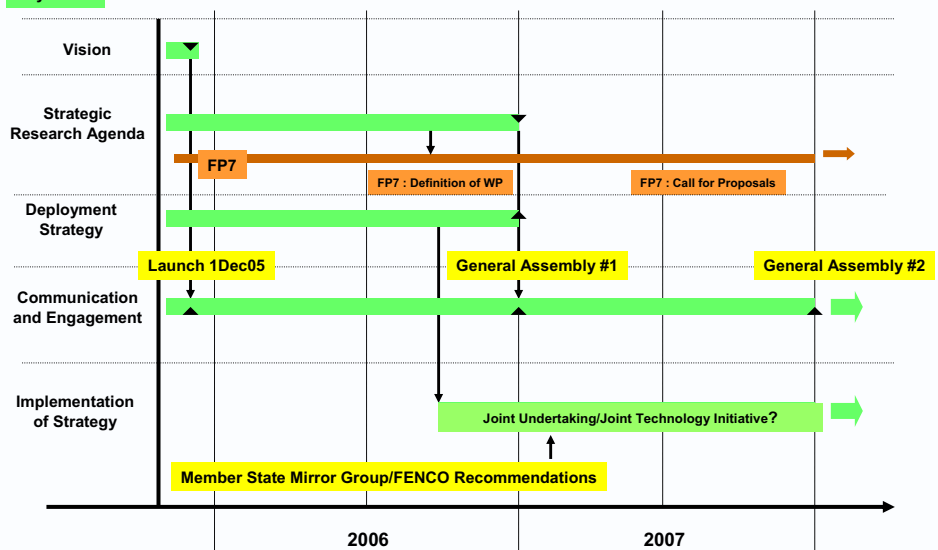 Vision
Strategic
Research Agenda
FP7
FP7 : Definition of WP
FP7 : Call for Proposals
Deployment
Strategy
Launch 1Dec05
General Assembly #1
General Assembly #2
Communication
and Engagement
Implementation
of Strategy
Joint Undertaking/Joint Technology Initiative?
Member State Mirror Group/FENCO Recommendations
2006
2007